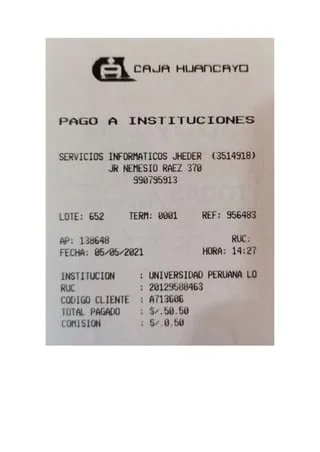 CAJA HUANCAYO
PAGO A INSTITUCIONES
SERVICIOS INFORMATICOS JHEDER (3514918)
JR NEMESIO RAEZ 370
990795913
LOTE: 652 TERM: 0001 REF: 956483
AP: 138648 RUC:
FECHA: 05/05/2021 HORA: 14:27
INSTITUCION : UNIVERSIDAD PERUANA LO
RUC : 20129588463
CODIGO CLIENTE : A713606
TOTAL PAGADO : S/.50.50
COMISION : S/.0.50